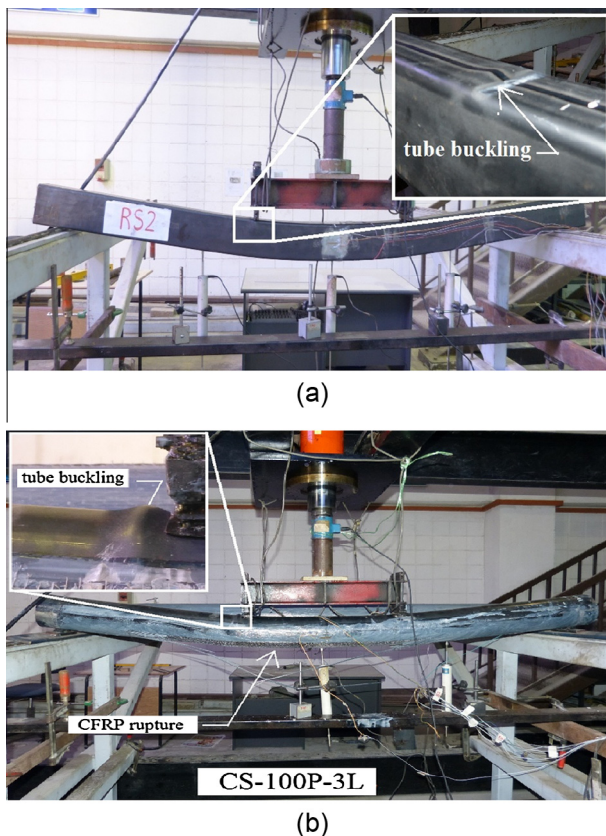 tube buckling
RS2
(a)
tube buckling
CFRP rupture
CS-100P-3L
(b)